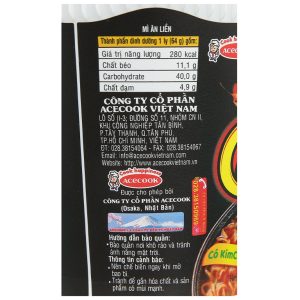 MÌ ĂN LIỀN
Thành phần dinh dưỡng 1 ly (64 g) gồm:
Giá trị năng lượng 280 kcal
Chất béo 11,1 g
Carbohydrate 40,0 g
Chất đạm 4,9 g
CÔNG TY CỔ PHẦN
ACECOOK VIỆT NAM
LÔ SỐ II-3, ĐƯỜNG SỐ 11, NHÓM CN II,
KHU CÔNG NGHIỆP TÂN BÌNH,
P.TÂY THẠNH, Q.TÂN PHÚ,
TP.HỒ CHÍ MINH, VIỆT NAM
ĐT: 028.38154064 - Fax: 028.38154067
Email: info@acecookvietnam.com
www.acecookvietnam.vn
ACECOOK
Được cho phép bởi
CÔNG TY CỔ PHẦN ACECOOK
(Osaka, Nhật Bản)
Hướng dẫn bảo quản:
Bảo quản nơi khô ráo và tránh
ánh nắng mặt trời.
Thông tin cảnh báo:
- Nên chế biến ngay khi mở
bao bì.
- Tránh để gần hóa chất và sản
phẩm có mùi mạnh.
ACECOOK
Có KimC